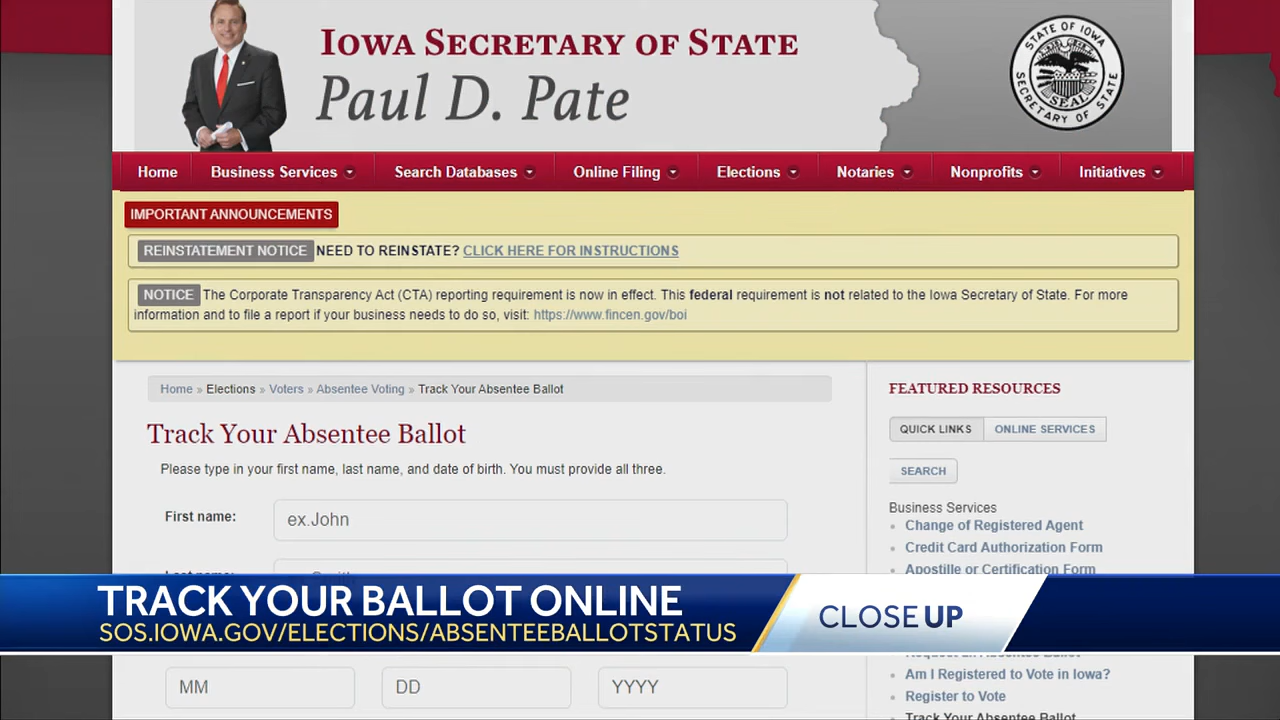 IOWA SECRETARY OF STATE
Paul D. Pate
STATE OF IOWA
SEAL
SECRETARY OF STATE
Home
Business Services
Search Databases
Online Filing
Elections
Notaries
Nonprofits
Initiatives
IMPORTANT ANNOUNCEMENTS
REINSTATEMENT NOTICE NEED TO REINSTATE? CLICK HERE FOR INSTRUCTIONS
NOTICE The Corporate Transparency Act (CTA) reporting requirement is now in effect. This federal requirement is not related to the Iowa Secretary of State. For more
information and to file a report if your business needs to do so, visit: https://www.fincen.gov/boi
Home » Elections » Voters » Absentee Voting » Track Your Absentee Ballot
Track Your Absentee Ballot
Please type in your first name, last name, and date of birth. You must provide all three.
First name:
ex.John
MM
DD
YYYY
FEATURED RESOURCES
QUICK LINKS
ONLINE SERVICES
SEARCH
Business Services
Change of Registered Agent
Credit Card Authorization Form
Apostille or Certification Form
Am I Registered to Vote in Iowa?
Register to Vote
Track Your Absentee Ballot
TRACK YOUR BALLOT ONLINE
SOS.IOWA.GOV/ELECTIONS/ABSENTEEBALLOTSTATUS
CLOSE UP